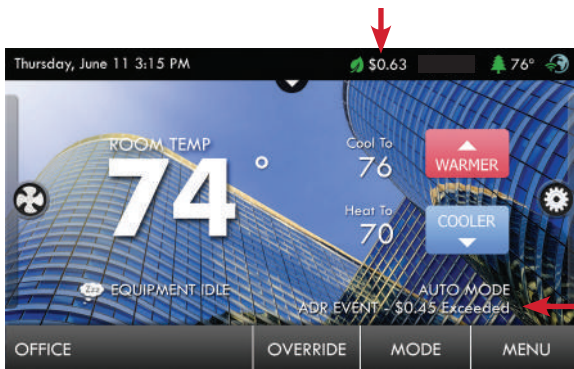 Thursday, June 11 3:15 PM $0.63 76°
ROOM TEMP
74°
Cool To
76
WARMER
Heat To
70
COOLER
Zzz EQUIPMENT IDLE
AUTO MODE
ADR EVENT - $0.45 Exceeded
OFFICE OVERRIDE MODE MENU